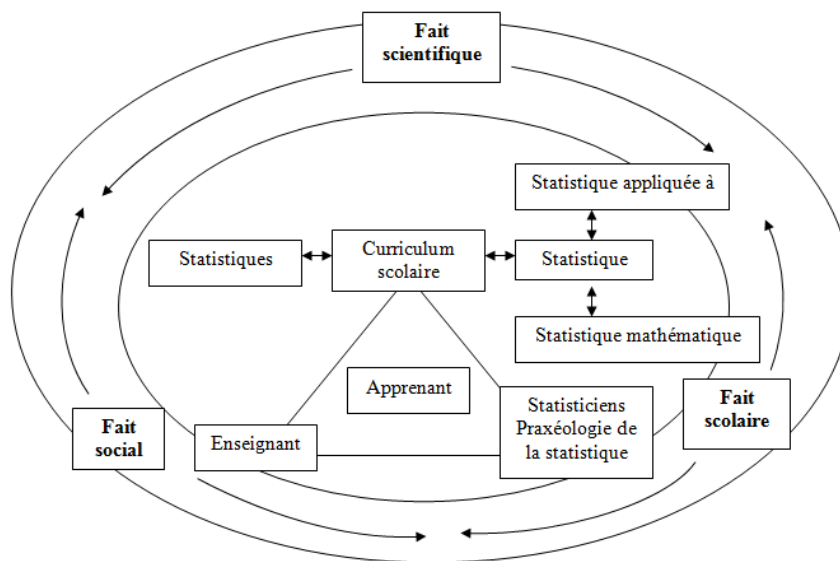 Fait
scientifique
Statistique appliquée à
Statistiques
Curriculum
scolaire
Statistique
Statistique mathématique
Apprenant
Statisticiens
Praxéologie de
la statistique
Fait
scolaire
Fait
social
Enseignant